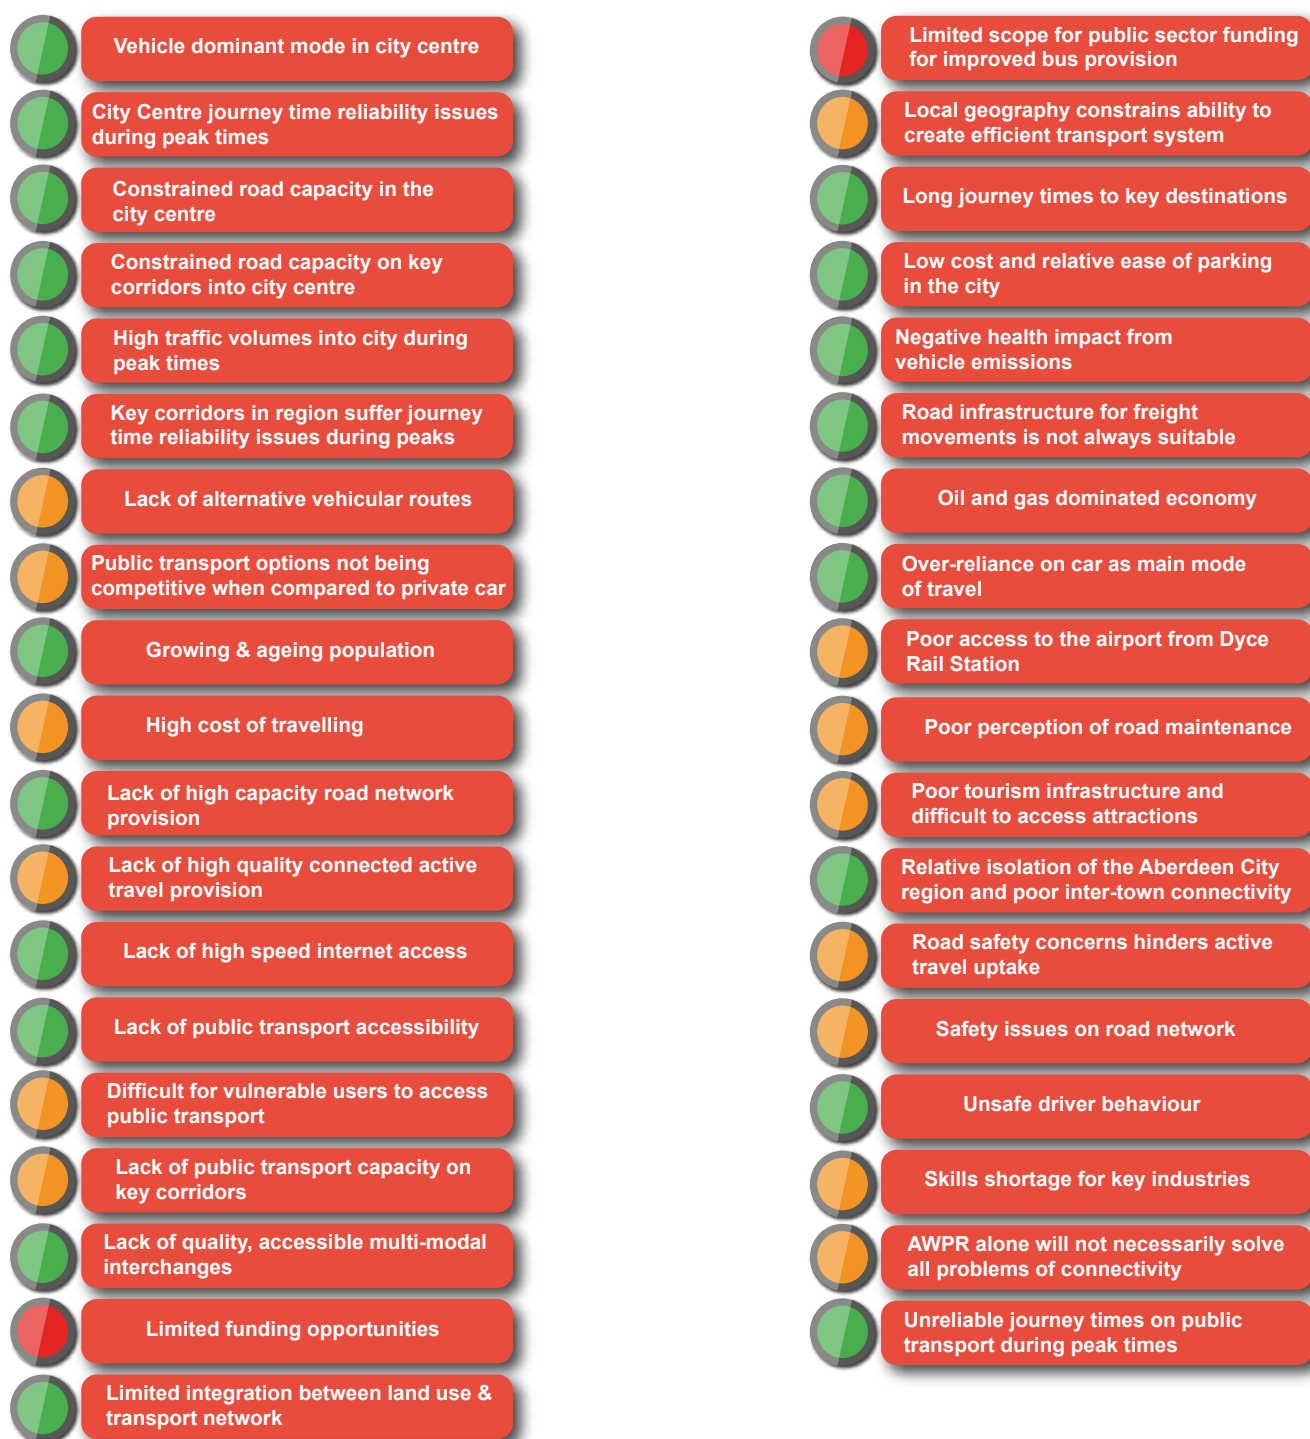 Vehicle dominant mode in city centre
City Centre journey time reliability issues
during peak times
Constrained road capacity in the
city centre
Constrained road capacity on key
corridors into city centre
High traffic volumes into city during
peak times
Key corridors in region suffer journey
time reliability issues during peaks
Lack of alternative vehicular routes
Public transport options not being
competitive when compared to private car
Growing & ageing population
High cost of travelling
Lack of high capacity road network
provision
Lack of high quality connected active
travel provision
Lack of high speed internet access
Lack of public transport accessibility
Difficult for vulnerable users to access
public transport
Lack of public transport capacity on
key corridors
Lack of quality, accessible multi-modal
interchanges
Limited funding opportunities
Limited integration between land use &
transport network
Limited scope for public sector funding
for improved bus provision
Local geography constrains ability to
create efficient transport system
Long journey times to key destinations
Low cost and relative ease of parking
in the city
Negative health impact from
vehicle emissions
Road infrastructure for freight
movements is not always suitable
Oil and gas dominated economy
Over-reliance on car as main mode
of travel
Poor access to the airport from Dyce
Rail Station
Poor perception of road maintenance
Poor tourism infrastructure and
difficult to access attractions
Relative isolation of the Aberdeen City
region and poor inter-town connectivity
Road safety concerns hinders active
travel uptake
Safety issues on road network
Unsafe driver behaviour
Skills shortage for key industries
AWPR alone will not necessarily solve
all problems of connectivity
Unreliable journey times on public
transport during peak times